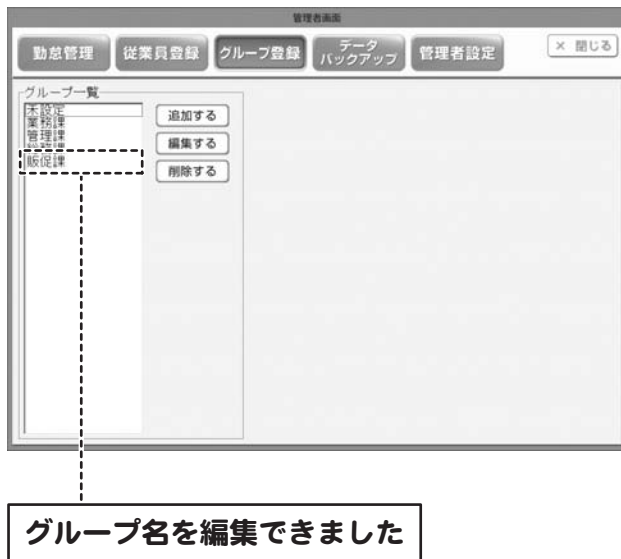 管理者画面
勤怠管理
従業員登録
グループ登録
データ
バックアップ
管理者設定
× 閉じる
グループ一覧
未設定
業務課
管理課
総務課
販促課
追加する
編集する
削除する
グループ名を編集できました